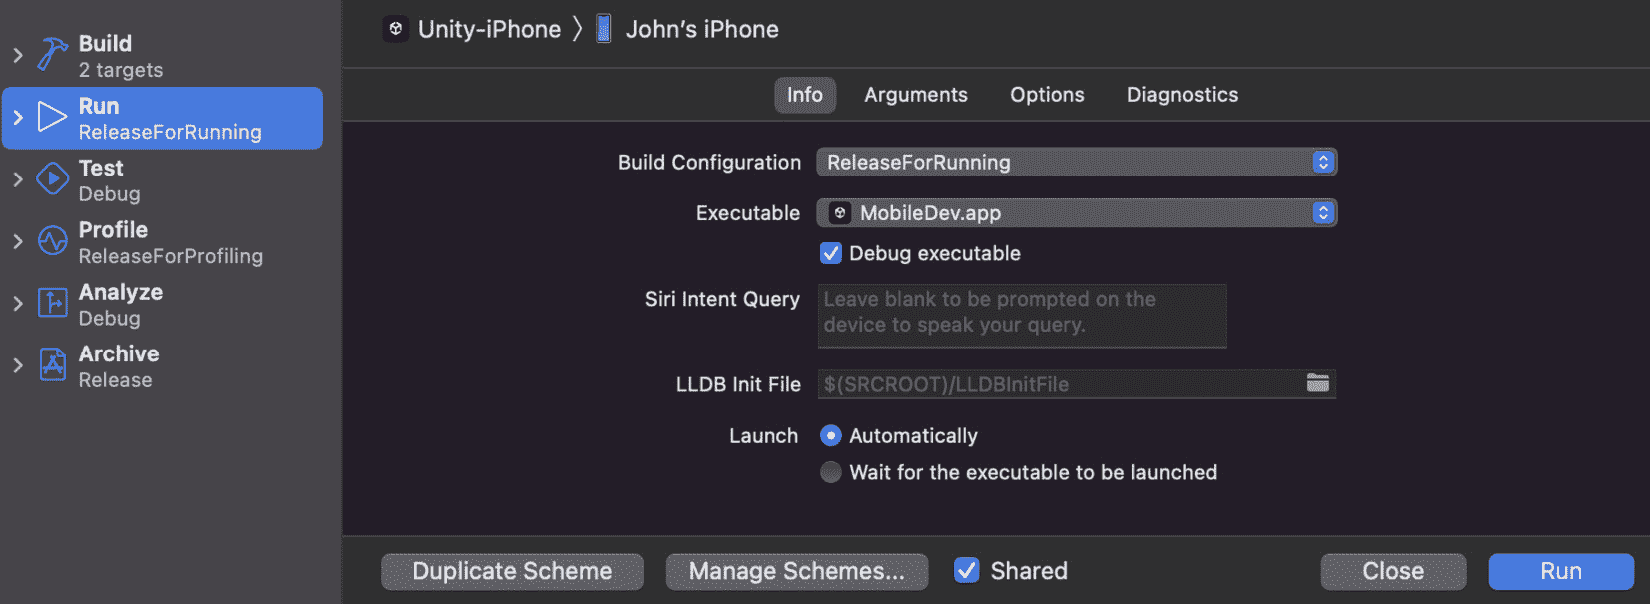 Build
2 targets
Run
ReleaseForRunning
Test
Debug
Profile
ReleaseForProfiling
Analyze
Debug
Archive
Release
Unity-iPhone 〉 John’s iPhone
Info Arguments Options Diagnostics
Build Configuration ReleaseForRunning
Executable MobileDev.app
Debug executable
Siri Intent Query Leave blank to be prompted on the
device to speak your query.
LLDB Init File $(SRCROOT)/LLDBInitFile
Launch Automatically
Wait for the executable to be launched
Duplicate Scheme Manage Schemes... Shared Close Run